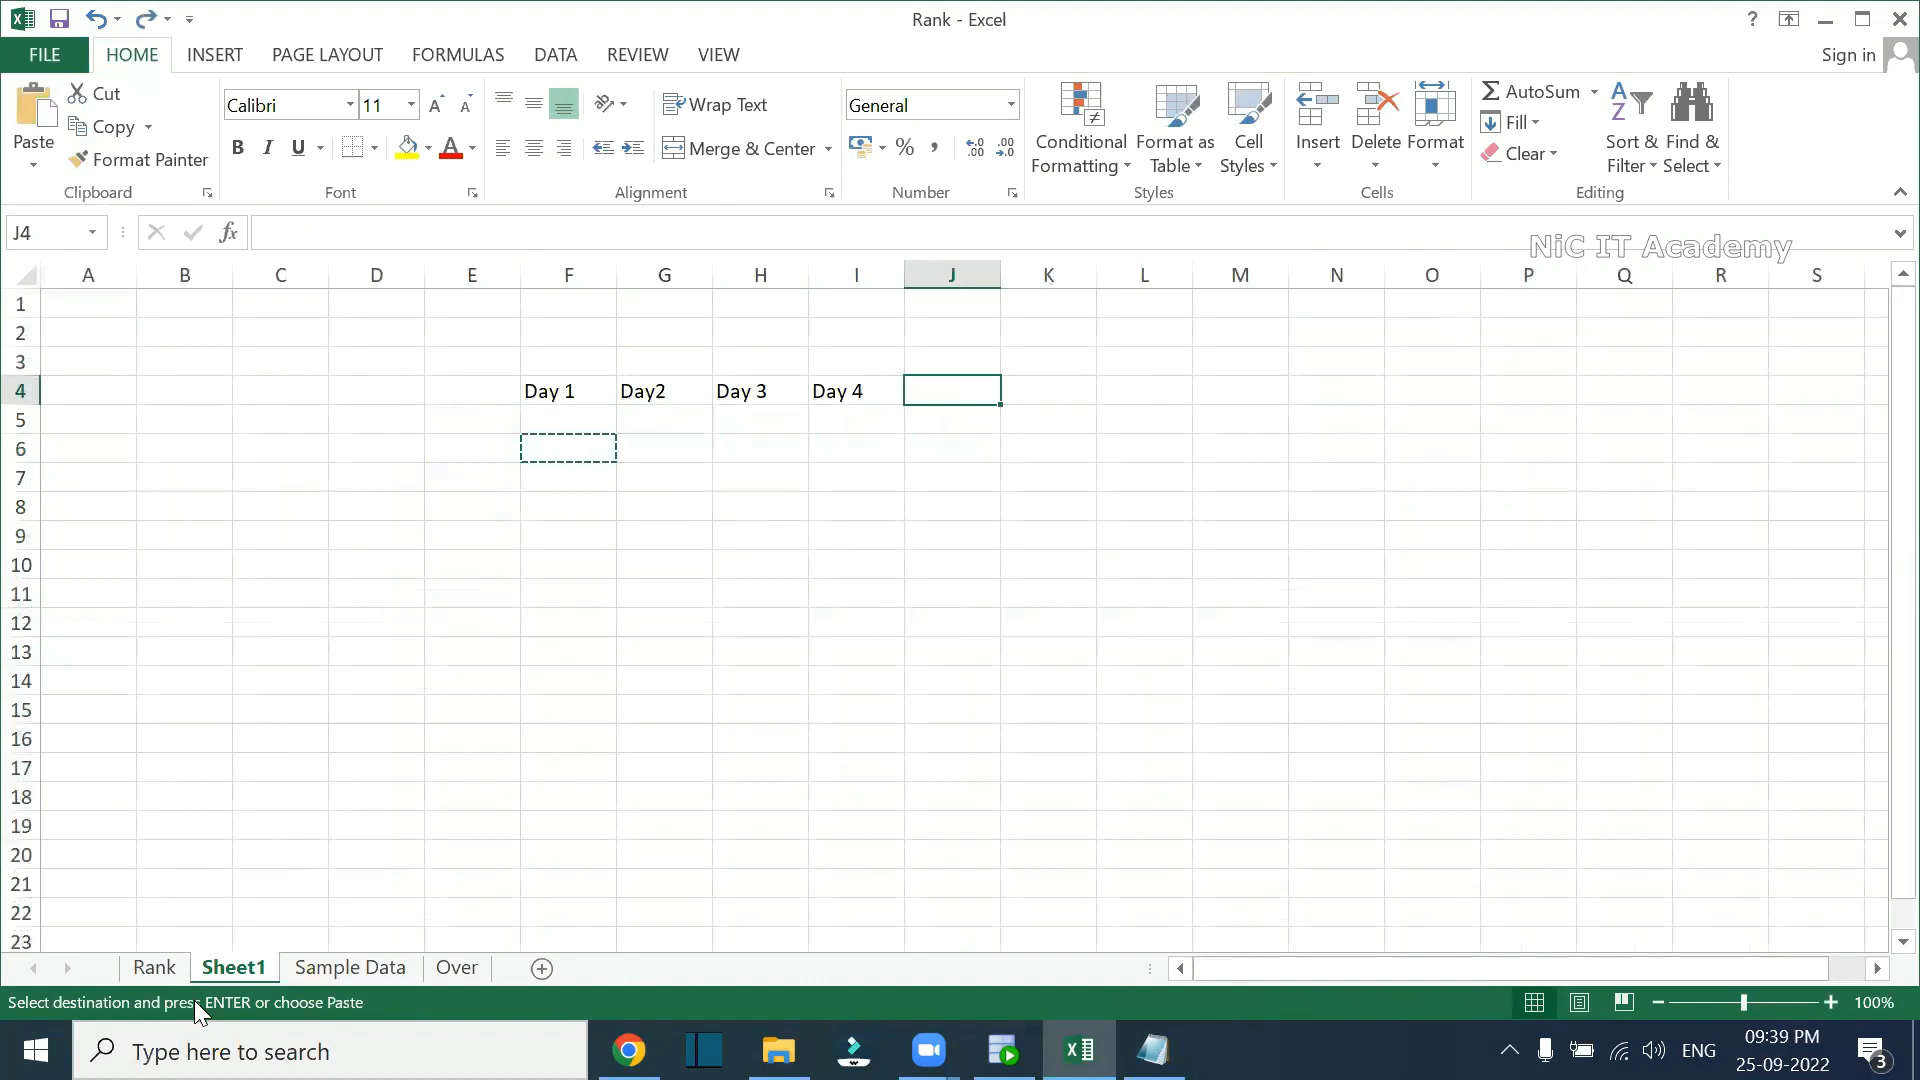 Rank - Excel
?
FILE HOME INSERT PAGE LAYOUT FORMULAS DATA REVIEW VIEW Sign in
Paste
Cut
Copy
Format Painter
Clipboard
Calibri 11 A A
B I U A
Font
Wrap Text
Merge & Center
Alignment
General
% , .00 .00
Number
Conditional Formatting
Format as Table
Cell Styles
Styles
Insert Delete Format
Cells
AutoSum
Fill
Clear
Sort & Filter
Find & Select
Editing
J4 fx
NiC IT Academy
A B C D E F G H I J K L M N O P Q R S
1
2
3
4 Day 1 Day2 Day 3 Day 4
5
6
7
8
9
10
11
12
13
14
15
16
17
18
19
20
21
22
23
Rank Sheet1 Sample Data Over
Select destination and press ENTER or choose Paste 100%
Type here to search ENG 09:39 PM
25-09-2022 3